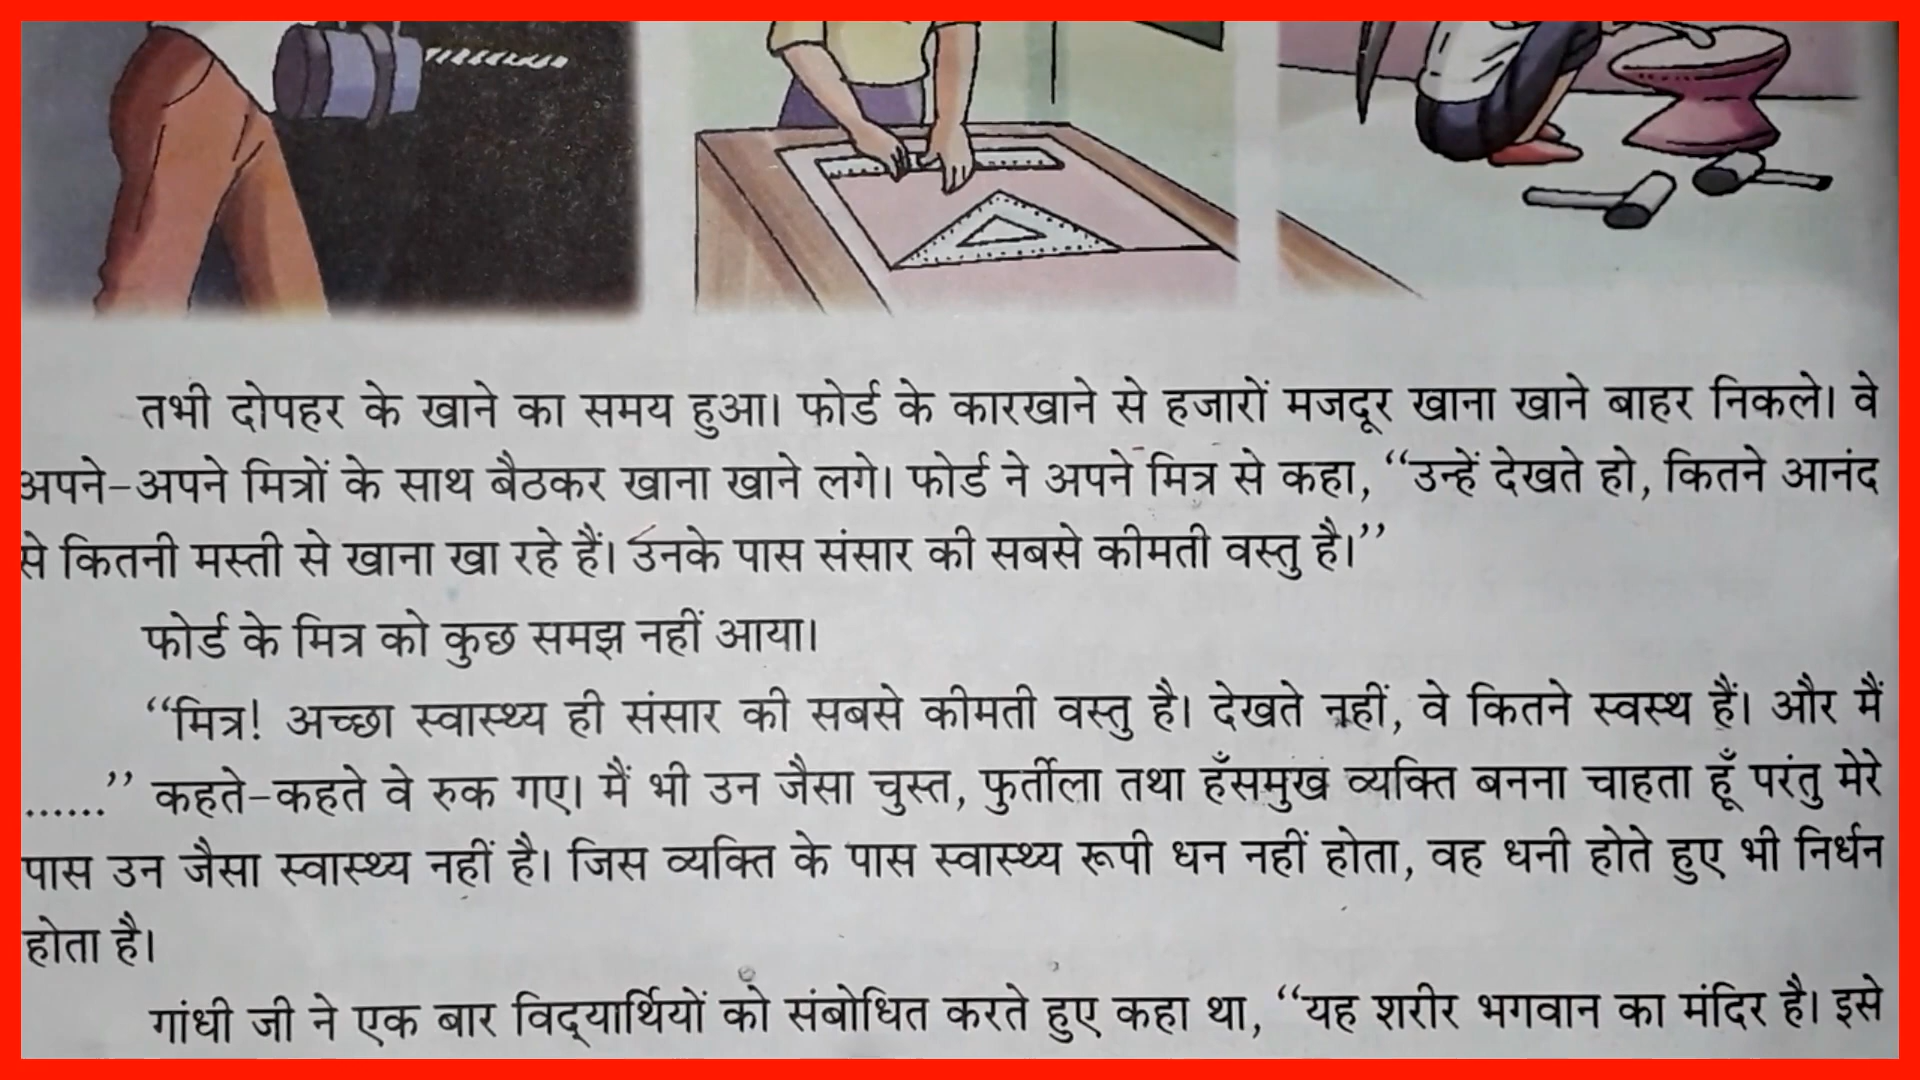 तभी दोपहर के खाने का समय हुआ। फोर्ड के कारखाने से हजारों मजदूर खाना खाने बाहर निकले। वे
अपने-अपने मित्रों के साथ बैठकर खाना खाने लगे। फोर्ड ने अपने मित्र से कहा, “उन्हें देखते हो, कितने आनंद
से कितनी मस्ती से खाना खा रहे हैं। उनके पास संसार की सबसे कीमती वस्तु है।”
फोर्ड के मित्र को कुछ समझ नहीं आया।
“मित्र! अच्छा स्वास्थ्य ही संसार की सबसे कीमती वस्तु है। देखते नहीं, वे कितने स्वस्थ हैं। और मैं
......” कहते-कहते वे रुक गए। मैं भी उन जैसा चुस्त, फुर्तीला तथा हँसमुख व्यक्ति बनना चाहता हूँ परंतु मेरे
पास उन जैसा स्वास्थ्य नहीं है। जिस व्यक्ति के पास स्वास्थ्य रूपी धन नहीं होता, वह धनी होते हुए भी निर्धन
होता है।
गांधी जी ने एक बार विद्‌यार्थियों को संबोधित करते हुए कहा था, “यह शरीर भगवान का मंदिर है। इसे